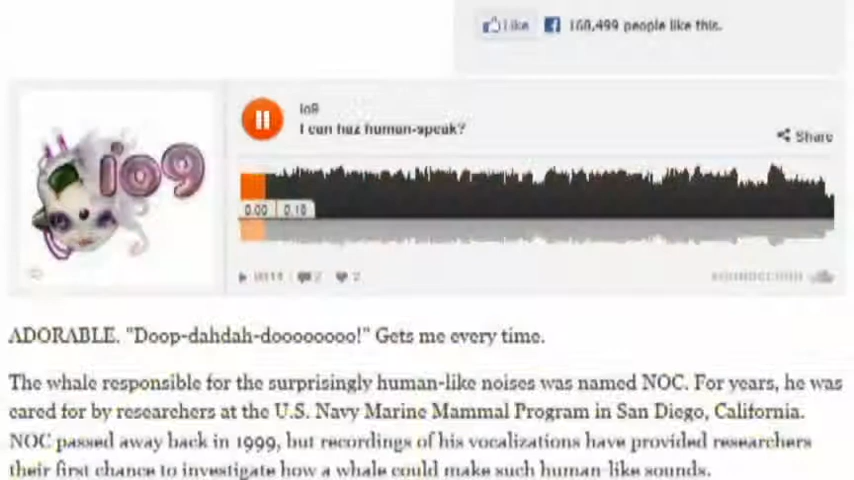 Like 168,499 people like this.
io9
io9
I can haz human-speak?
Share
0.00 0.18
2 2
SOUNDCLOUD
ADORABLE. "Doop-dahdah-doooooooo!" Gets me every time.
The whale responsible for the surprisingly human-like noises was named NOC. For years, he was
cared for by researchers at the U.S. Navy Marine Mammal Program in San Diego, California.
NOC passed away back in 1999, but recordings of his vocalizations have provided researchers
their first chance to investigate how a whale could make such human-like sounds.